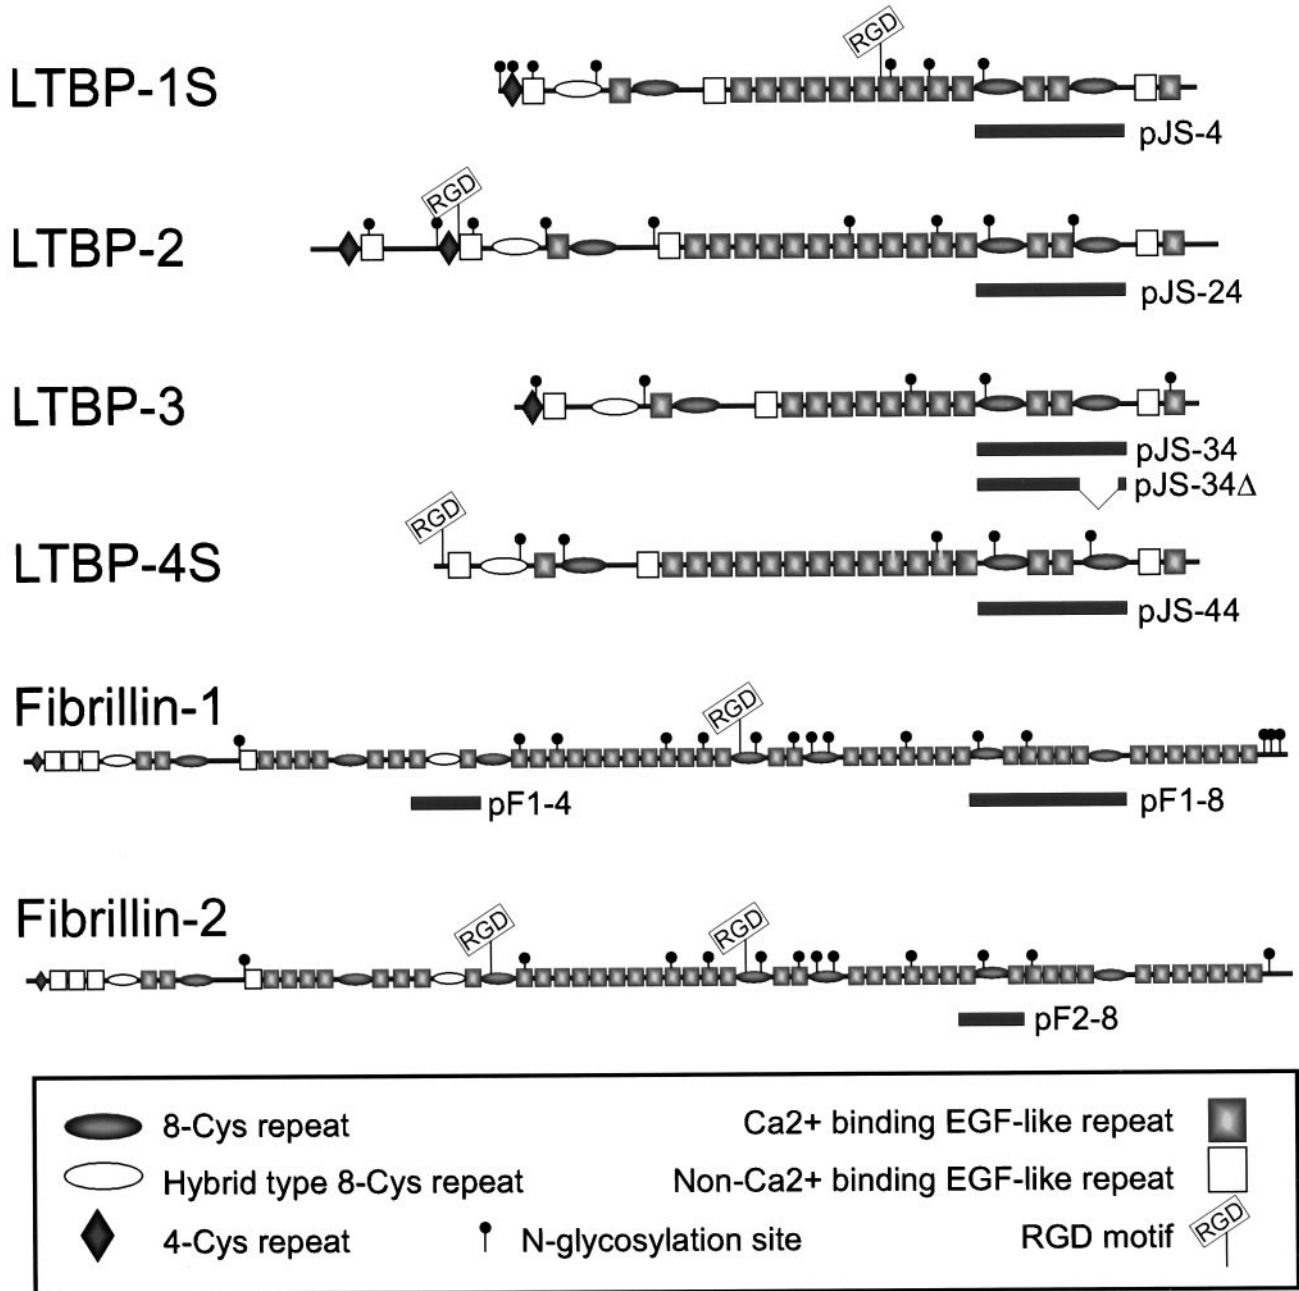 RGD
LTBP-1S
pJS-4
RGD
LTBP-2
pJS-24
LTBP-3
pJS-34
pJS-34Δ
RGD
LTBP-4S
pJS-44
Fibrillin-1
RGD
pF1-4
pF1-8
Fibrillin-2
RGD
RGD
pF2-8
8-Cys repeat
Ca2+ binding EGF-like repeat
Hybrid type 8-Cys repeat
Non-Ca2+ binding EGF-like repeat
4-Cys repeat
N-glycosylation site
RGD motif
RGD